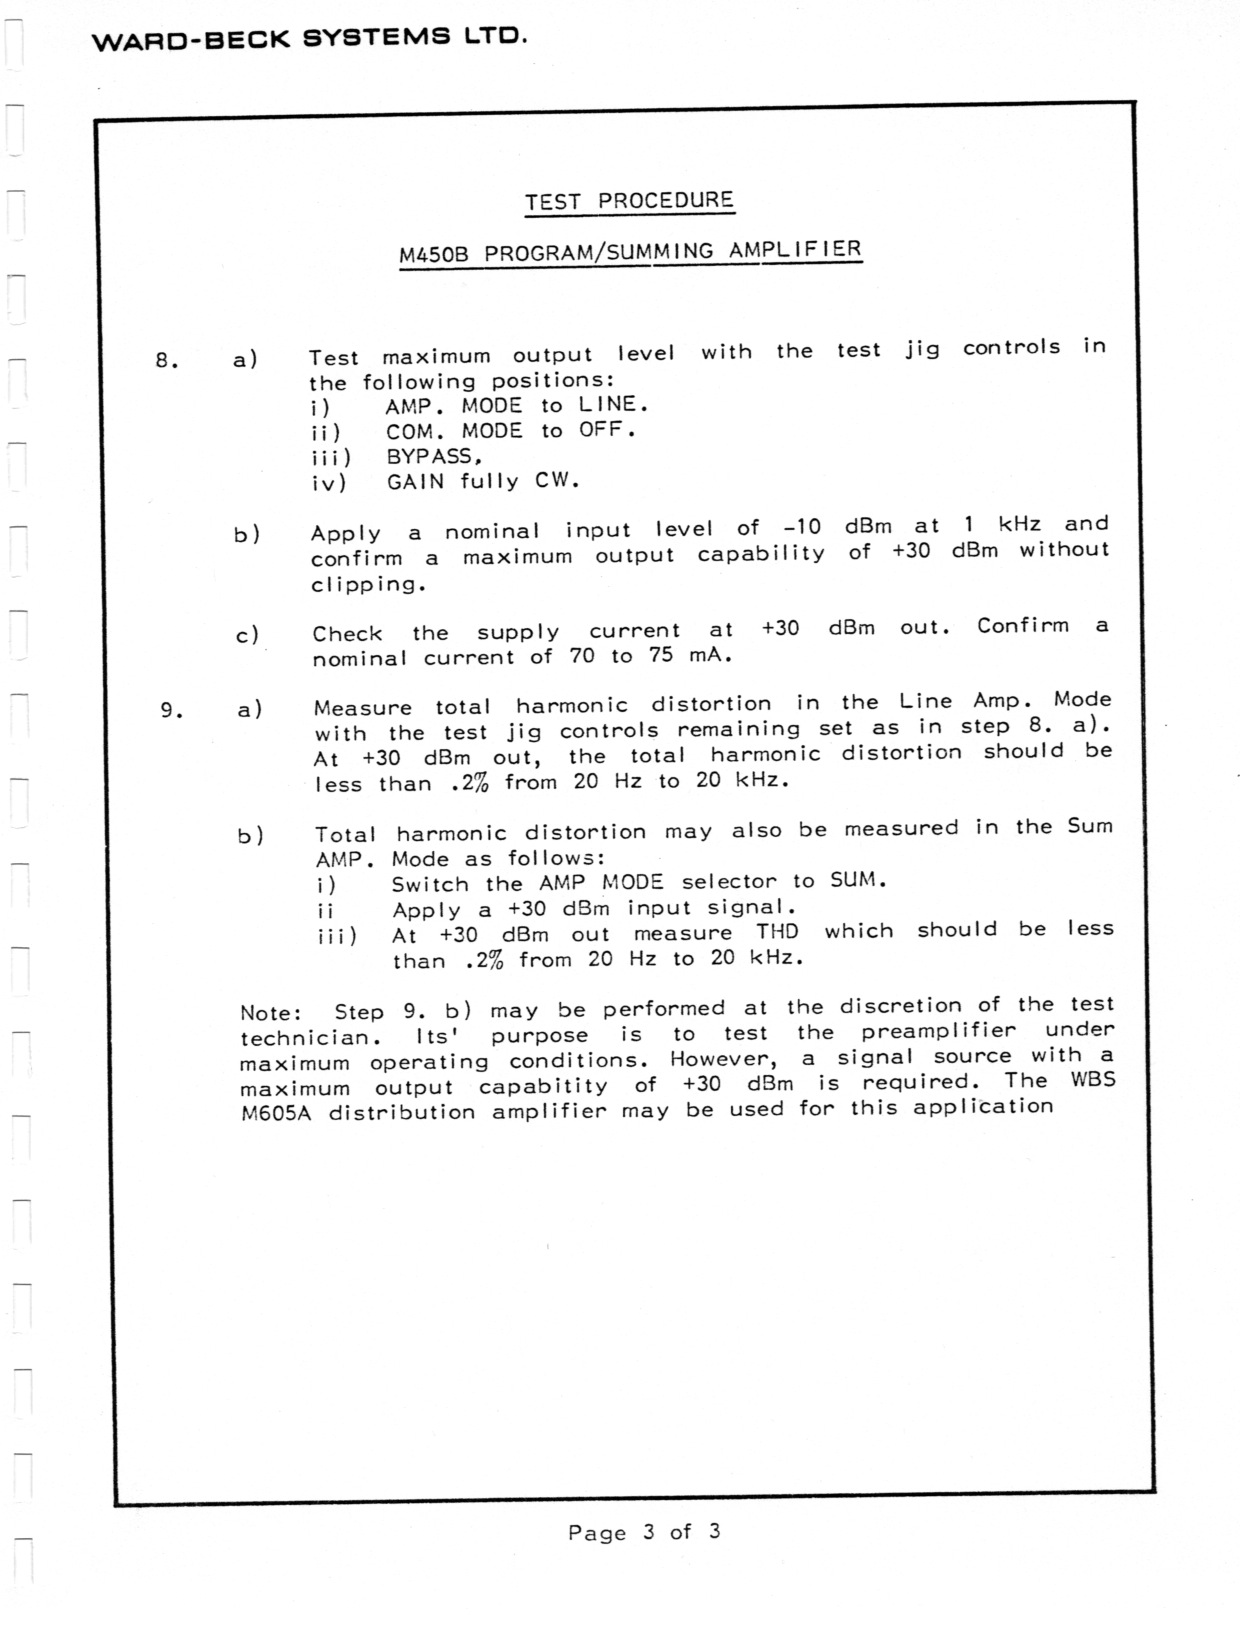 WARD-BECK SYSTEMS LTD.
TEST PROCEDURE
M450B PROGRAM/SUMMING AMPLIFIER
8. a) Test maximum output level with the test jig controls in
the following positions:
i) AMP. MODE to LINE.
ii) COM. MODE to OFF.
iii) BYPASS,
iv) GAIN fully CW.
b) Apply a nominal input level of -10 dBm at 1 kHz and
confirm a maximum output capability of +30 dBm without
clipping.
c) Check the supply current at +30 dBm out. Confirm a
nominal current of 70 to 75 mA.
9. a) Measure total harmonic distortion in the Line Amp. Mode
with the test jig controls remaining set as in step 8. a).
At +30 dBm out, the total harmonic distortion should be
less than .2% from 20 Hz to 20 kHz.
b) Total harmonic distortion may also be measured in the Sum
AMP. Mode as follows:
i) Switch the AMP MODE selector to SUM.
ii Apply a +30 dBm input signal.
iii) At +30 dBm out measure THD which should be less
than .2% from 20 Hz to 20 kHz.
Note: Step 9. b) may be performed at the discretion of the test
technician. Its' purpose is to test the preamplifier under
maximum operating conditions. However, a signal source with a
maximum output capabitity of +30 dBm is required. The WBS
M605A distribution amplifier may be used for this application
Page 3 of 3